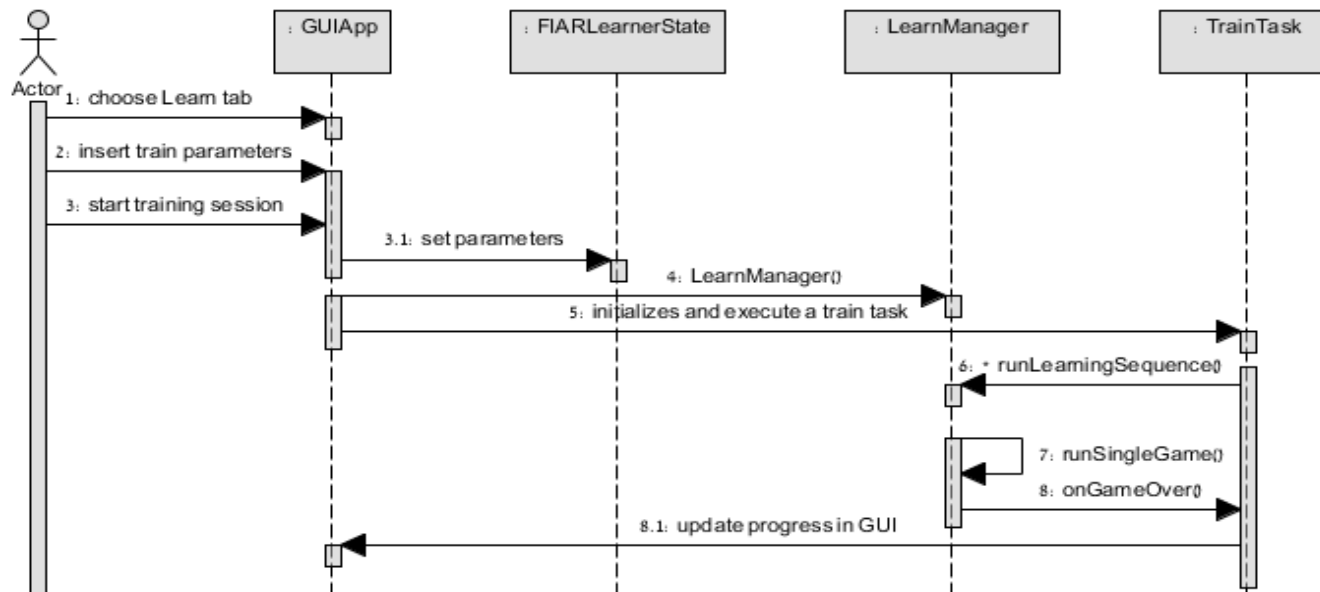 : GUIApp
: FIARLearnerState
: LearnManager
: TrainTask
Actor
1: choose Learn tab
2: insert train parameters
3: start training session
3.1: set parameters
4: LearnManager()
5: initializes and execute a train task
6: * runLearningSequence()
7: runSingleGame()
8: onGameOver()
8.1: update progress in GUI